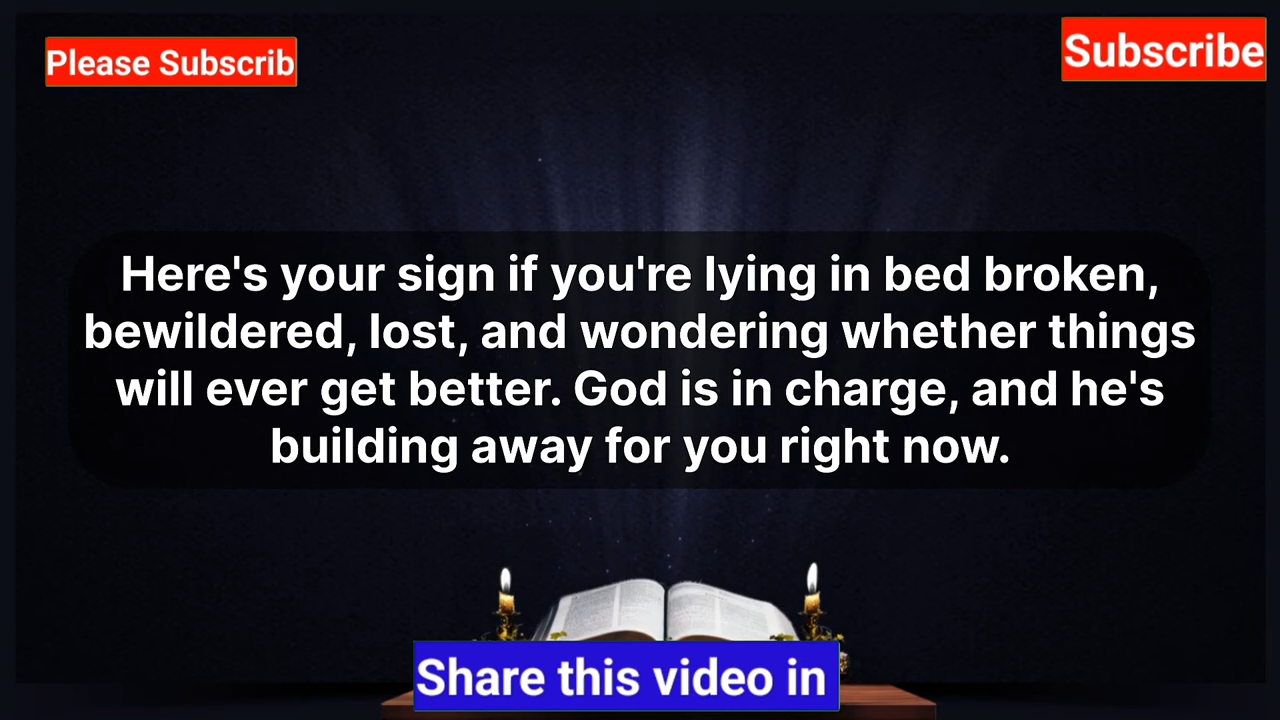 Please Subscrib
Subscribe
Here's your sign if you're lying in bed broken,
bewildered, lost, and wondering whether things
will ever get better. God is in charge, and he's
building away for you right now.
Share this video in